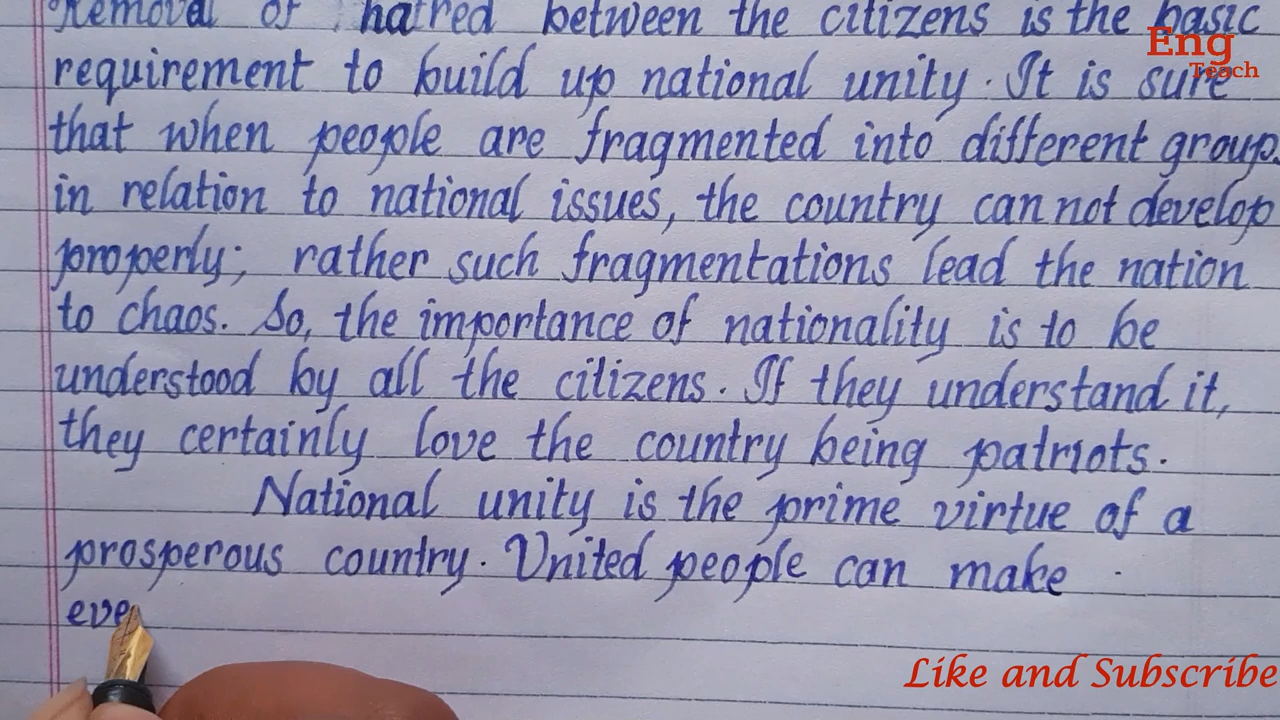 Removal of hatred between the citizens is the basic
Eng
Teach
requirement to build up national unity. It is sure
that when people are fragmented into different group
in relation to national issues, the country can not develop
properly; rather such fragmentations lead the nation
to chaos. So, the importance of nationality is to be
understood by all the citizens. If they understand it,
they certainly love the country being patriots.
National unity is the prime virtue of a
prosperous country. United people can make
eve
Like and Subscribe